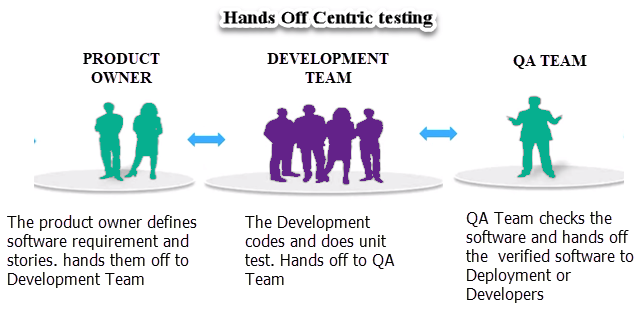 Hands Off Centric testing
PRODUCT
OWNER
DEVELOPMENT
TEAM
QA TEAM
The product owner defines
software requirement and
stories. hands them off to
Development Team
The Development
codes and does unit
test. Hands off to QA
Team
QA Team checks the
software and hands off
the verified software to
Deployment or
Developers